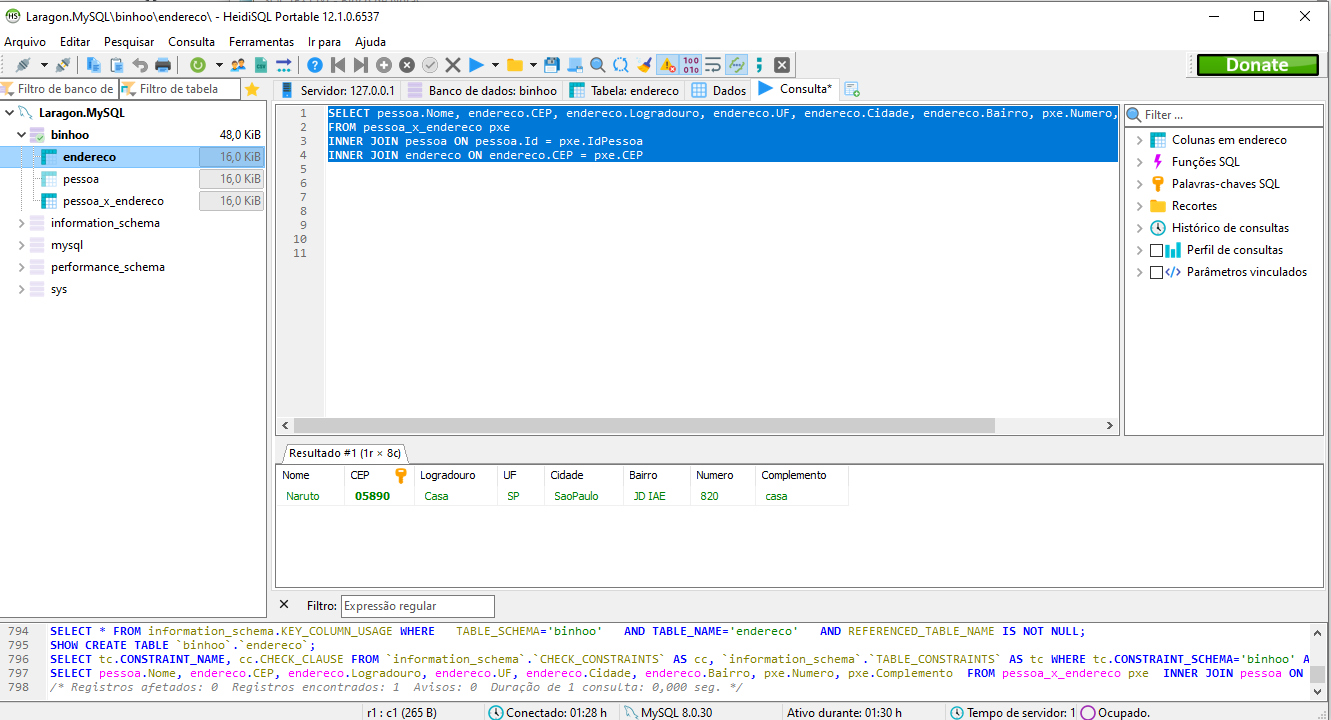 Laragon.MySQL\binhoo\endereco\ - HeidiSQL Portable 12.1.0.6537
Arquivo Editar Pesquisar Consulta Ferramentas Ir para Ajuda
Donate
Filtro de banco de
Filtro de tabela
Servidor: 127.0.0.1
Banco de dados: binhoo
Tabela: endereco
Dados
Consulta*
Laragon.MySQL
binhoo 48,0 KiB
endereco 16,0 KiB
pessoa 16,0 KiB
pessoa_x_endereco 16,0 KiB
information_schema
mysql
performance_schema
sys
1 SELECT pessoa.Nome, endereco.CEP, endereco.Logradouro, endereco.UF, endereco.Cidade, endereco.Bairro, pxe.Numero,
2 FROM pessoa_x_endereco pxe
3 INNER JOIN pessoa ON pessoa.Id = pxe.IdPessoa
4 INNER JOIN endereco ON endereco.CEP = pxe.CEP
5
6
7
8
9
10
11
Filter ...
Colunas em endereco
Funções SQL
Palavras-chaves SQL
Recortes
Histórico de consultas
Perfil de consultas
Parâmetros vinculados
Resultado #1 (1r × 8c)
Nome CEP Logradouro UF Cidade Bairro Numero Complemento
Naruto 05890 Casa SP SaoPaulo JD IAE 820 casa
Filtro: Expressão regular
794 SELECT * FROM information_schema.KEY_COLUMN_USAGE WHERE TABLE_SCHEMA='binhoo' AND TABLE_NAME='endereco' AND REFERENCED_TABLE_NAME IS NOT NULL;
795 SHOW CREATE TABLE `binhoo`.`endereco`;
796 SELECT tc.CONSTRAINT_NAME, cc.CHECK_CLAUSE FROM `information_schema`.`CHECK_CONSTRAINTS` AS cc, `information_schema`.`TABLE_CONSTRAINTS` AS tc WHERE tc.CONSTRAINT_SCHEMA='binhoo' A
797 SELECT pessoa.Nome, endereco.CEP, endereco.Logradouro, endereco.UF, endereco.Cidade, endereco.Bairro, pxe.Numero, pxe.Complemento FROM pessoa_x_endereco pxe INNER JOIN pessoa ON
798 /* Registros afetados: 0 Registros encontrados: 1 Avisos: 0 Duração de 1 consulta: 0,000 seg. */
r1 : c1 (265 B) Conectado: 01:28 h MySQL 8.0.30 Ativo durante: 01:30 h Tempo de servidor: 1 Ocupado.